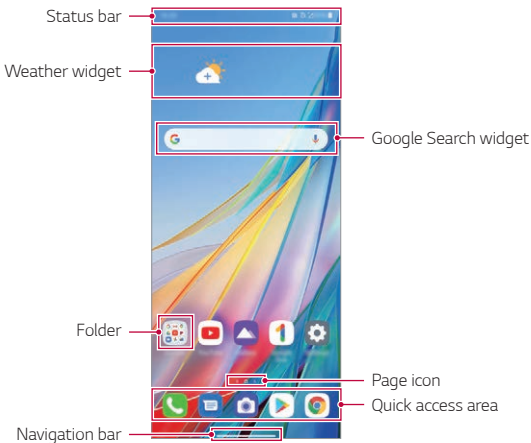 Status bar
Weather widget
Google Search widget
Folder
Page icon
Quick access area
Navigation bar